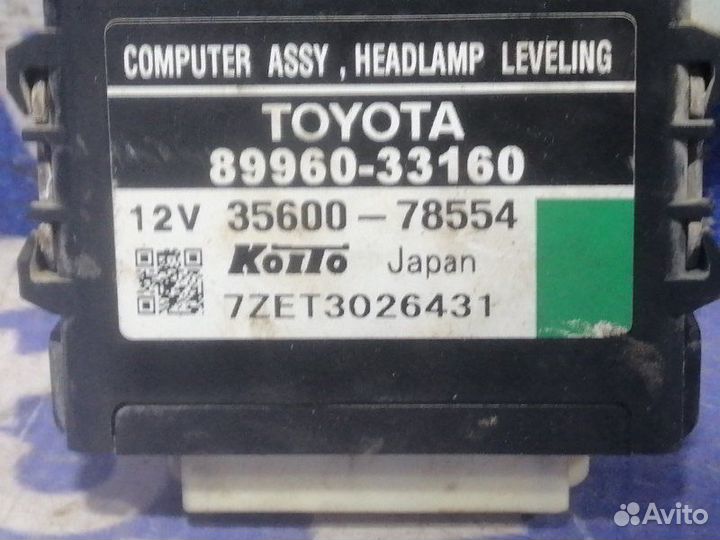 COMPUTER ASSY , HEADLAMP LEVELING
TOYOTA
89960-33160
12V 35600-78554
KOITO Japan
7ZET3026431
Avito